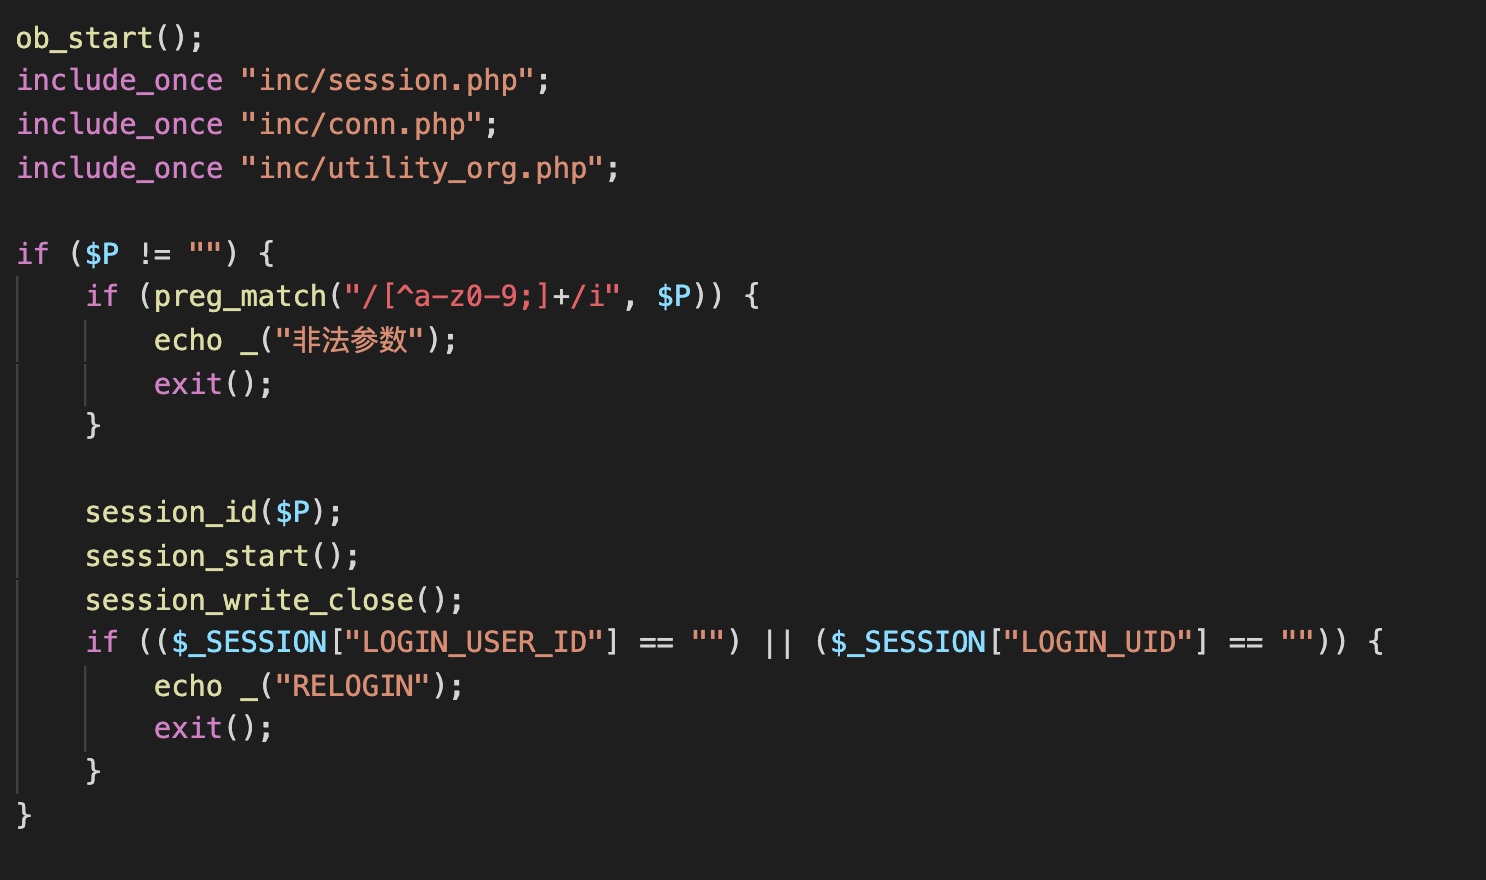 ob_start();
include_once "inc/session.php";
include_once "inc/conn.php";
include_once "inc/utility_org.php";
if ($P != "") {
if (preg_match("/[^a-z0-9;]+/i", $P)) {
echo _("非法参数");
exit();
}
session_id($P);
session_start();
session_write_close();
if (($_SESSION["LOGIN_USER_ID"] == "") || ($_SESSION["LOGIN_UID"] == "")) {
echo _("RELOGIN");
exit();
}
}